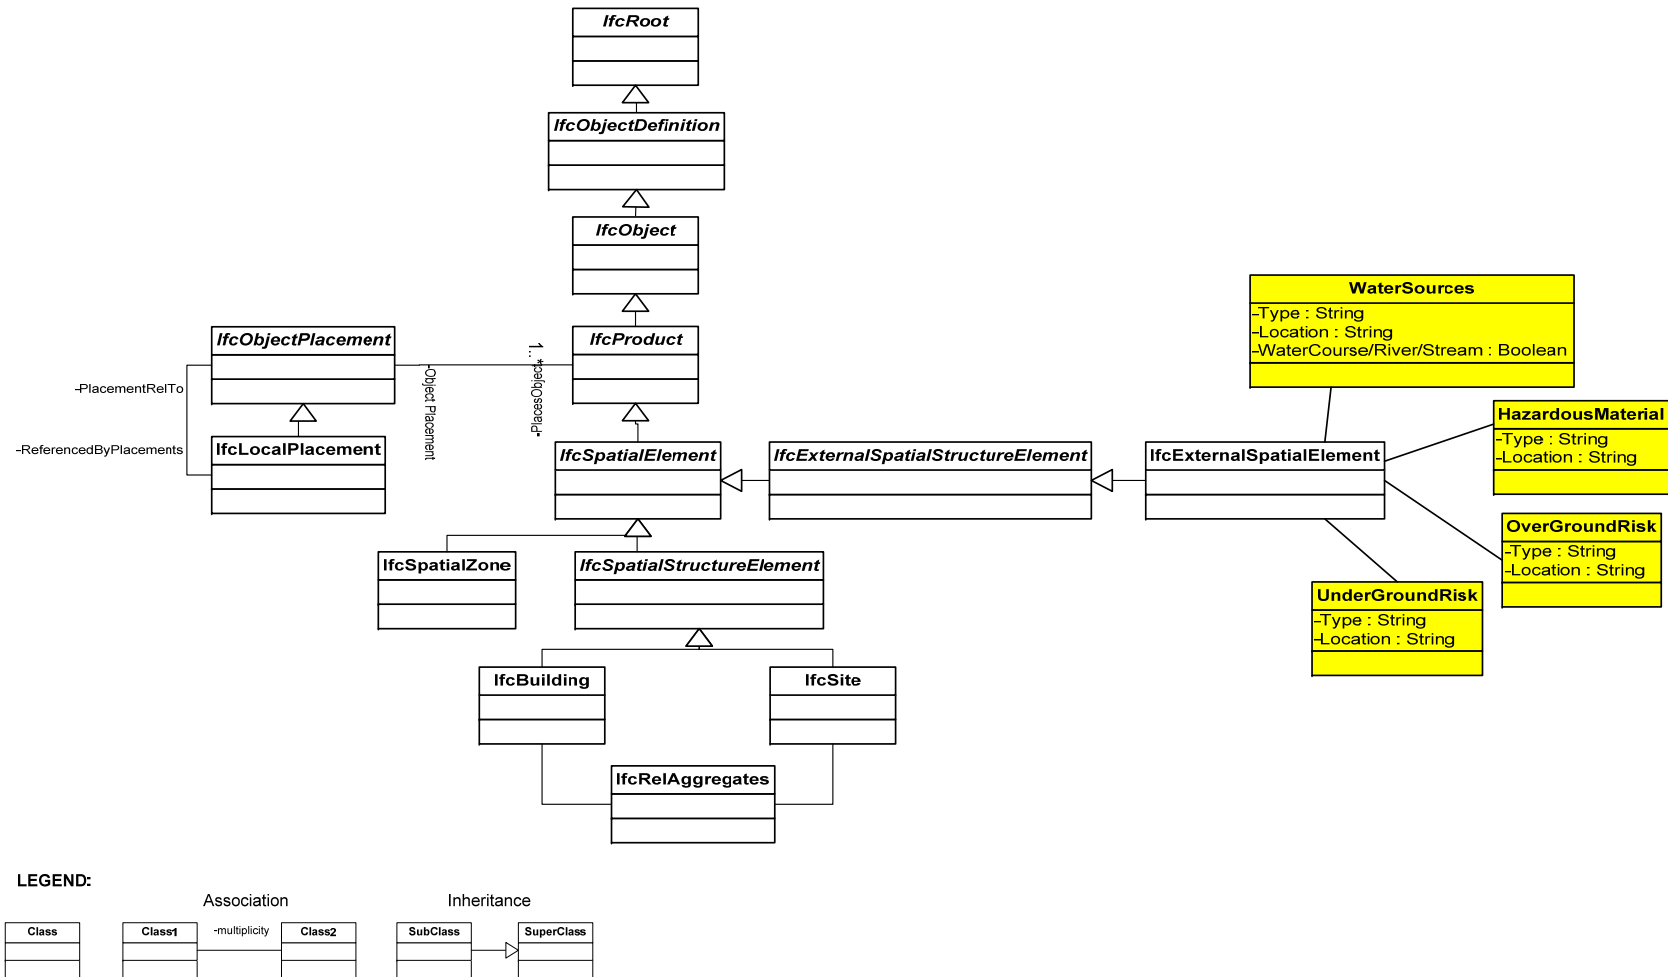 IfcRoot
IfcObjectDefinition
IfcObject
IfcProduct
IfcObjectPlacement
-PlacementRelTo
-ReferencedByPlacements
IfcLocalPlacement
-Object Placement
1..*
-PlacesObject
WaterSources
-Type : String
-Location : String
-WaterCourse/River/Stream : Boolean
HazardousMaterial
-Type : String
-Location : String
IfcSpatialElement
IfcExternalSpatialStructureElement
IfcExternalSpatialElement
OverGroundRisk
-Type : String
-Location : String
UnderGroundRisk
-Type : String
-Location : String
IfcSpatialZone
IfcSpatialStructureElement
IfcBuilding
IfcSite
IfcRelAggregates
LEGEND:
Association
Inheritance
Class
Class1
-multiplicity
Class2
SubClass
SuperClass